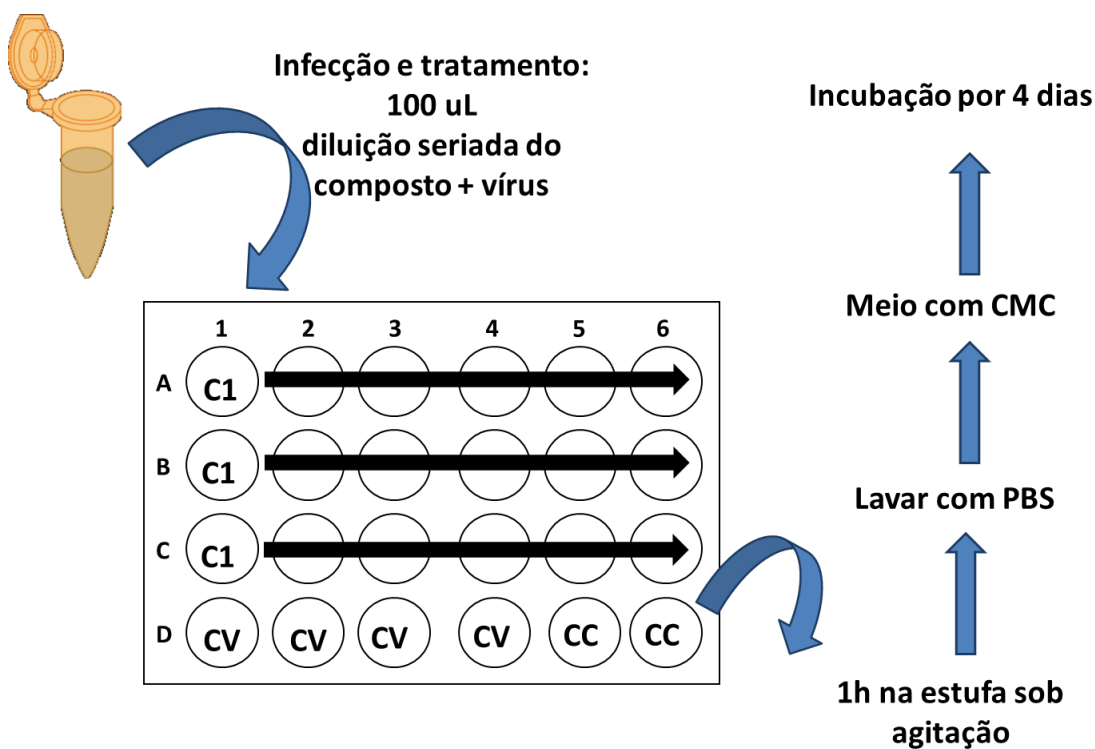 Infecção e tratamento:
100 uL
diluição seriada do
composto + vírus
1 2 3 4 5 6
A C1
B C1
C C1
D CV CV CV CV CC CC
1h na estufa sob
agitação
Lavar com PBS
Meio com CMC
Incubação por 4 dias